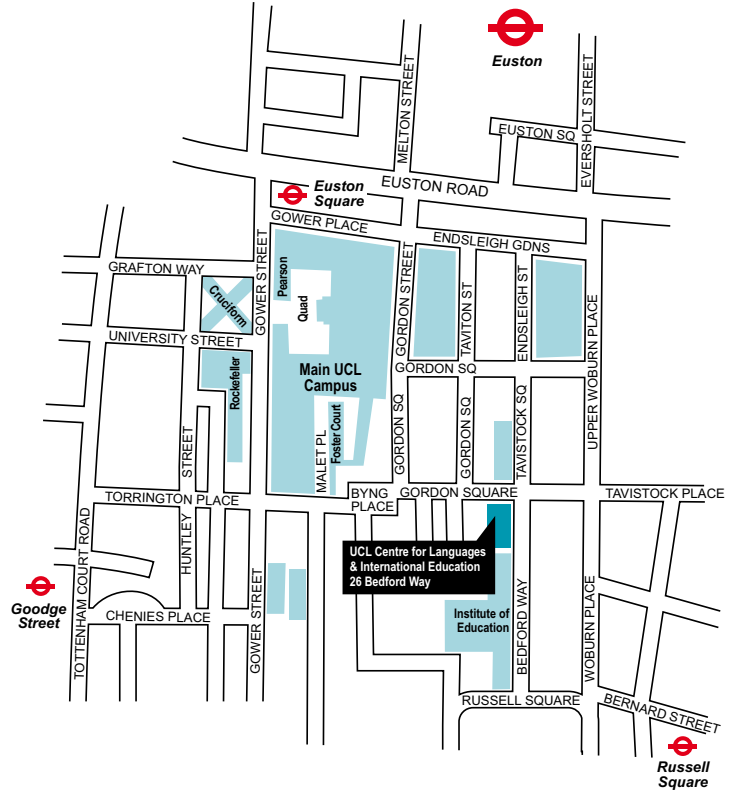 Euston
MELTON STREET
EVERSHOLT STREET
EUSTON SQ
EUSTON ROAD
Euston
Square
GOWER PLACE
ENDSLEIGH GDNS
GRAFTON WAY
GOWER STREET
Pearson
Quad
Cruciform
GORDON STREET
TAVITON ST
ENDSLEIGH ST
UPPER WOBURN PLACE
UNIVERSITY STREET
Rockefeller
Main UCL
Campus
GORDON SQ
MALET PL
Foster Court
GORDON SQ
GORDON SQ
TAVISTOCK SQ
HUNTLEY STREET
TORRINGTON PLACE
BYNG
PLACE
GORDON SQUARE
TAVISTOCK PLACE
UCL Centre for Languages
& International Education
26 Bedford Way
TOTTENHAM COURT ROAD
Goodge
Street
CHENIES PLACE
GOWER STREET
Institute of
Education
BEDFORD WAY
WOBURN PLACE
RUSSELL SQUARE
BERNARD STREET
Russell
Square